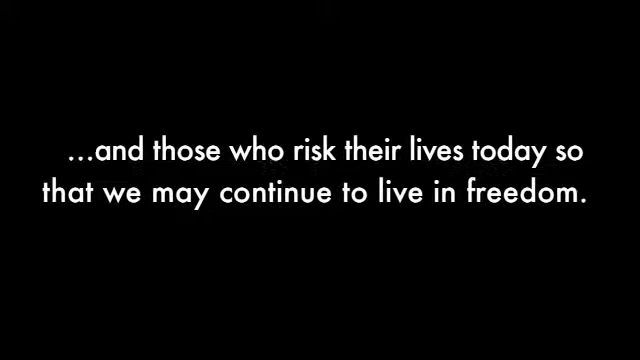 ...and those who risk their lives today so
that we may continue to live in freedom.